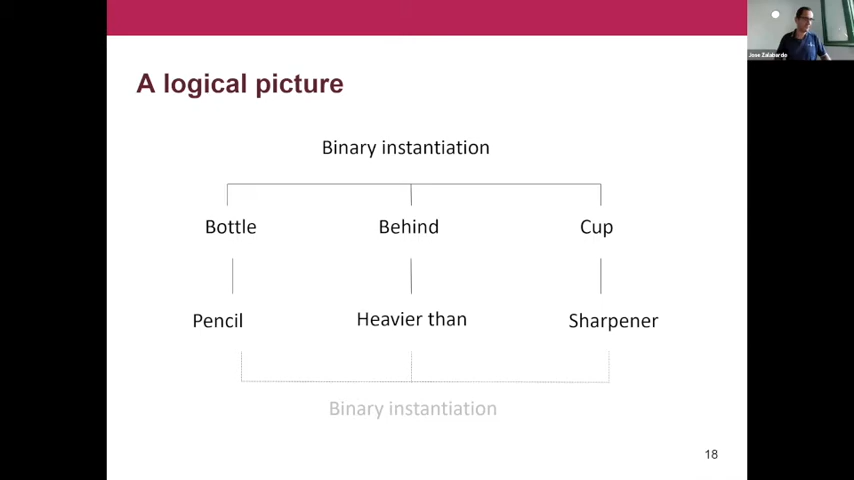 Jose Zalabardo
A logical picture
Binary instantiation
Bottle Behind Cup
Pencil Heavier than Sharpener
Binary instantiation
18